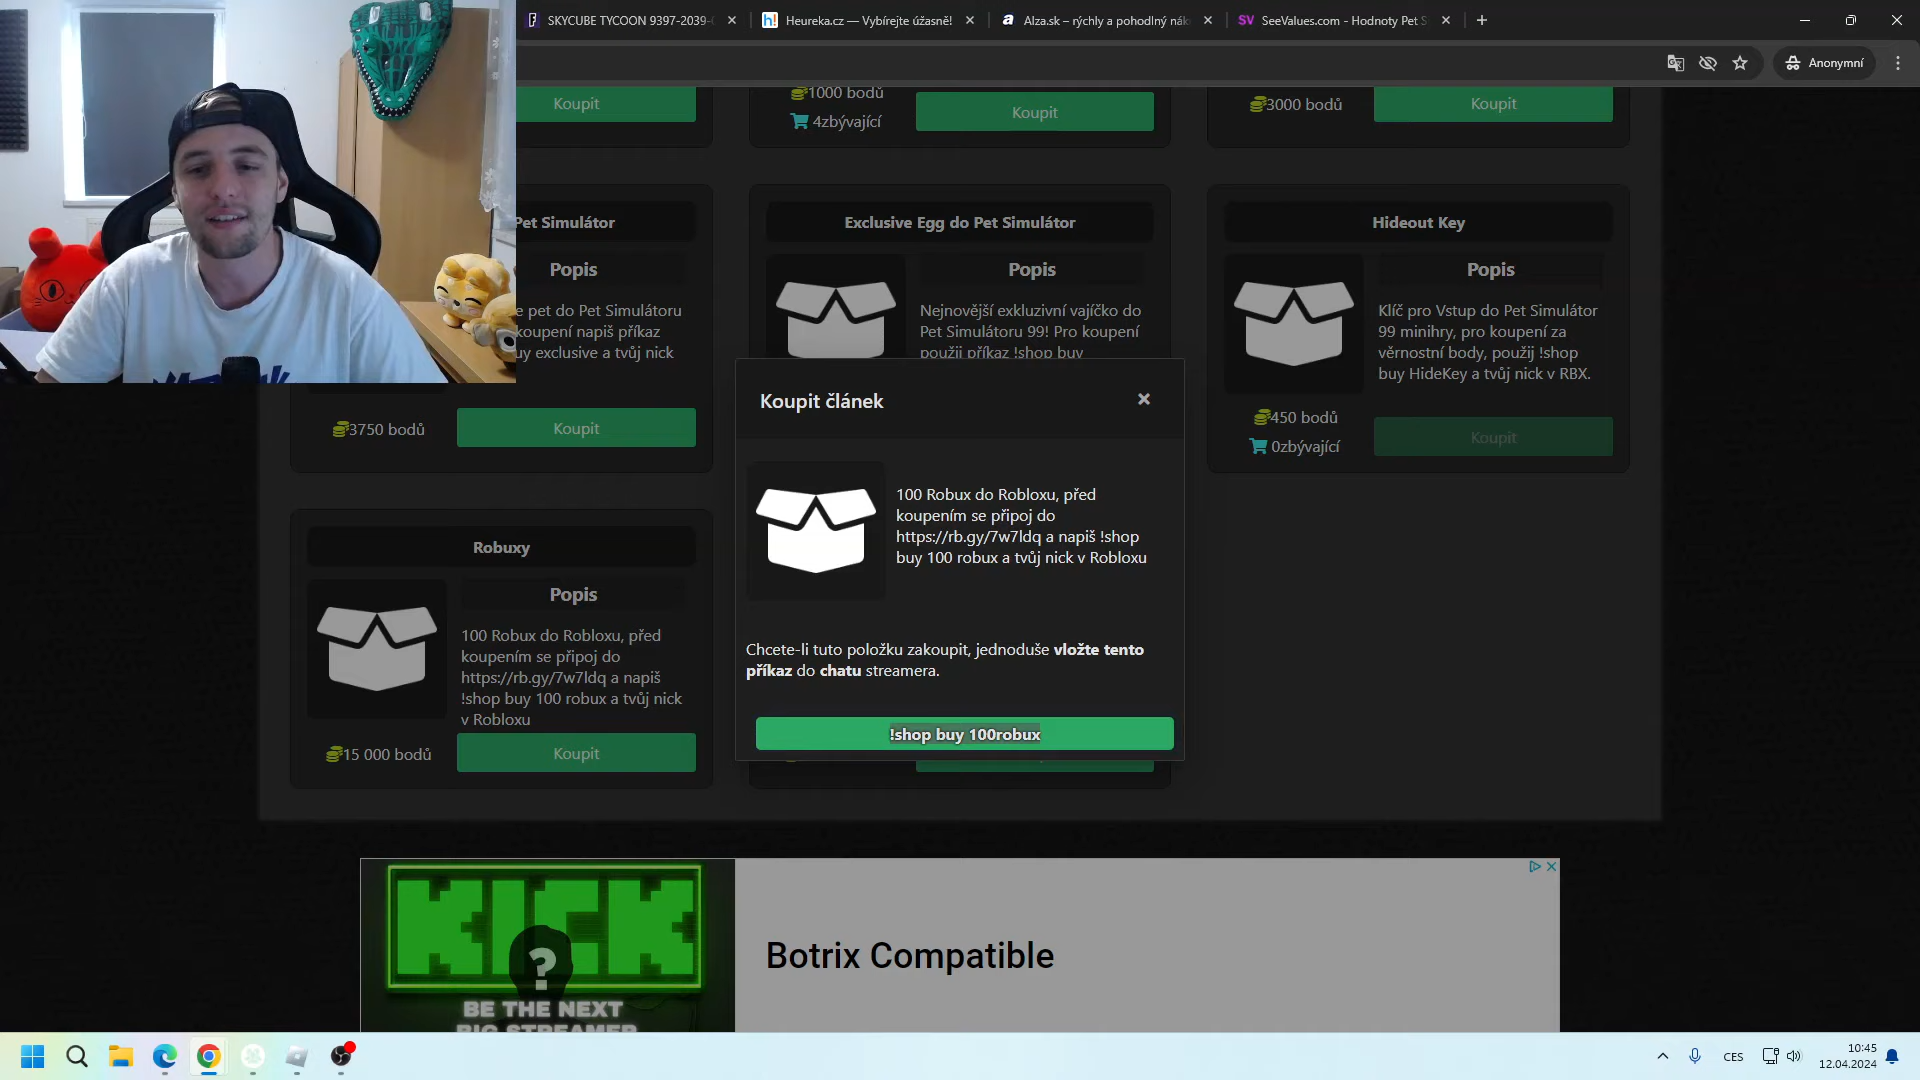 SKYCUBE TYCOON 9397-2039-
Heureka.cz — Vybírejte úžasně!
Alza.sk – rýchly a pohodlný nák
SV SeeValues.com - Hodnoty Pet S
Anonymní
Koupit
1000 bodů
4zbývající
Koupit
3000 bodů
Koupit
Pet Simulátor
Popis
e pet do Pet Simulátoru
koupení napiš příkaz
uy exclusive a tvůj nick
3750 bodů
Koupit
Exclusive Egg do Pet Simulátor
Popis
Nejnovější exkluzivní vajíčko do
Pet Simulátoru 99! Pro koupení
použij příkaz !shop buy
Hideout Key
Popis
Klíč pro Vstup do Pet Simulátor
99 minihry, pro koupení za
věrnostní body, použij !shop
buy HideKey a tvůj nick v RBX.
450 bodů
0zbývající
Koupit
Koupit článek
100 Robux do Robloxu, před
koupením se připoj do
https://rb.gy/7w7ldq a napiš !shop
buy 100 robux a tvůj nick v Robloxu
Chcete-li tuto položku zakoupit, jednoduše vložte tento
příkaz do chatu streamera.
!shop buy 100robux
Robuxy
Popis
100 Robux do Robloxu, před
koupením se připoj do
https://rb.gy/7w7ldq a napiš
!shop buy 100 robux a tvůj nick
v Robloxu
15 000 bodů
Koupit
KICK
?
BE THE NEXT
BIG STREAMER
Botrix Compatible
CES
10:45
12.04.2024